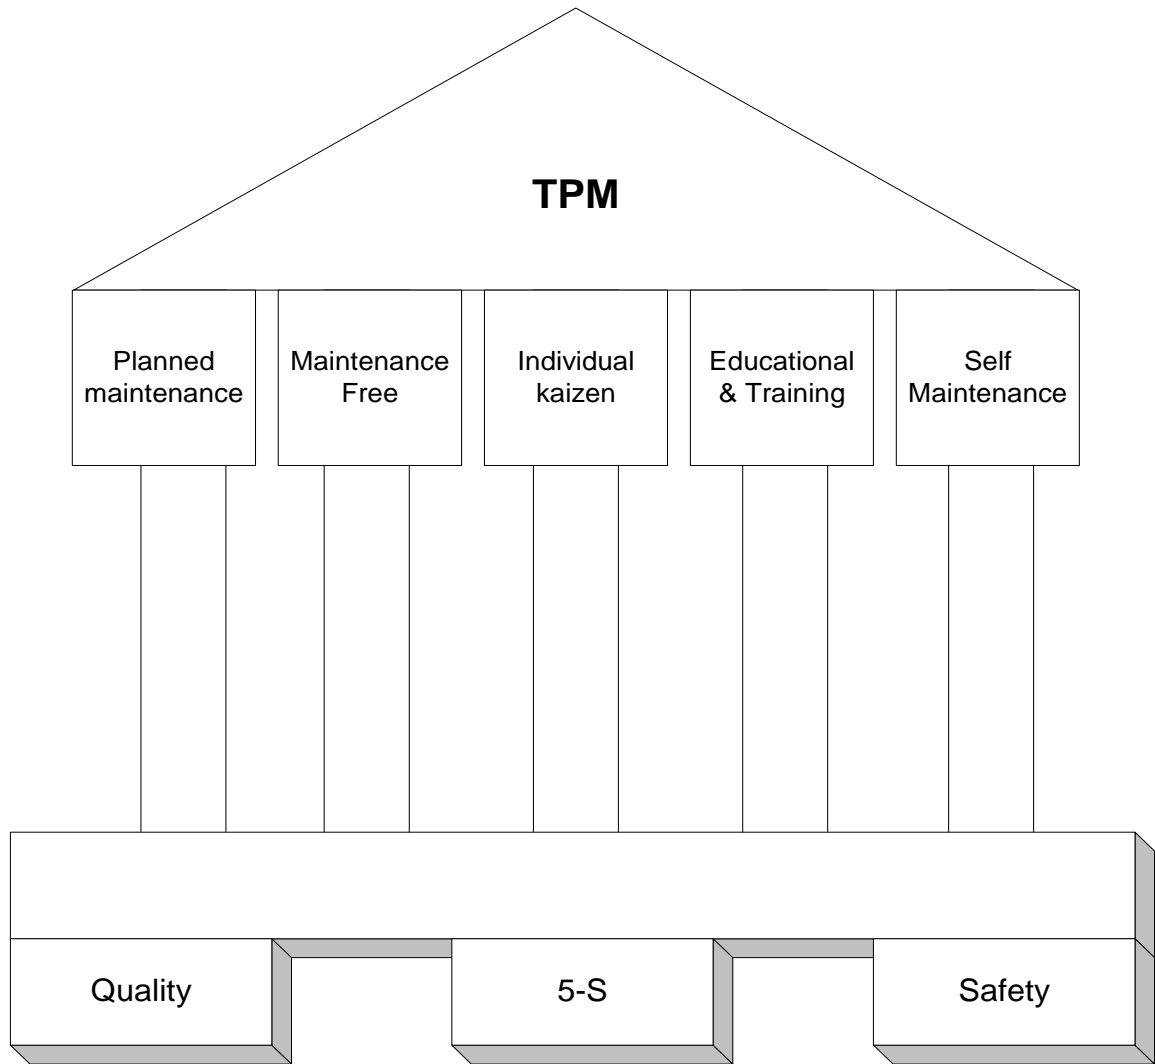 TPM
Planned
maintenance
Maintenance
Free
Individual
kaizen
Educational
& Training
Self
Maintenance
Quality
5-S
Safety